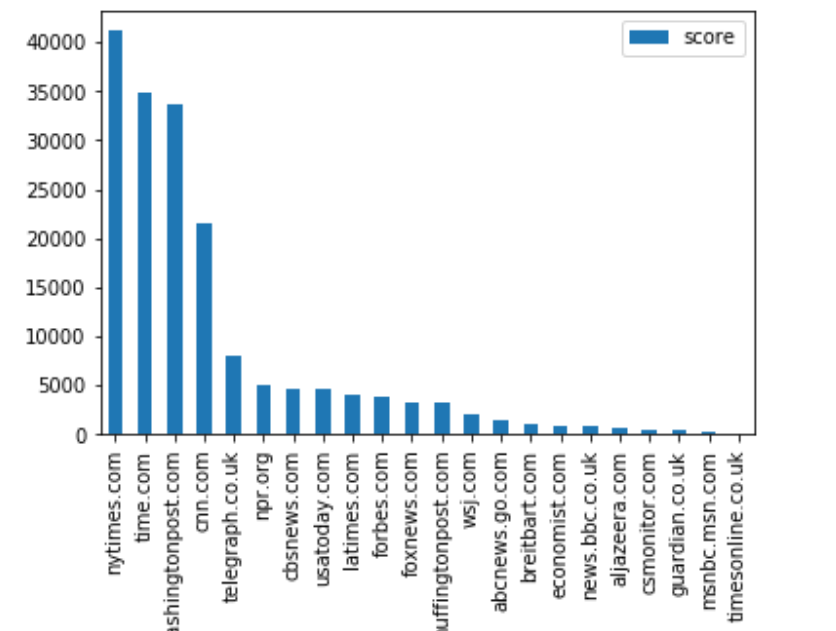 score
40000
35000
30000
25000
20000
15000
10000
5000
0
nytimes.com
time.com
ashingtonpost.com
cnn.com
telegraph.co.uk
npr.org
cbsnews.com
usatoday.com
latimes.com
forbes.com
foxnews.com
uffingtonpost.com
wsj.com
abcnews.go.com
breitbart.com
economist.com
news.bbc.co.uk
aljazeera.com
csmonitor.com
guardian.co.uk
msnbc.msn.com
timesonline.co.uk